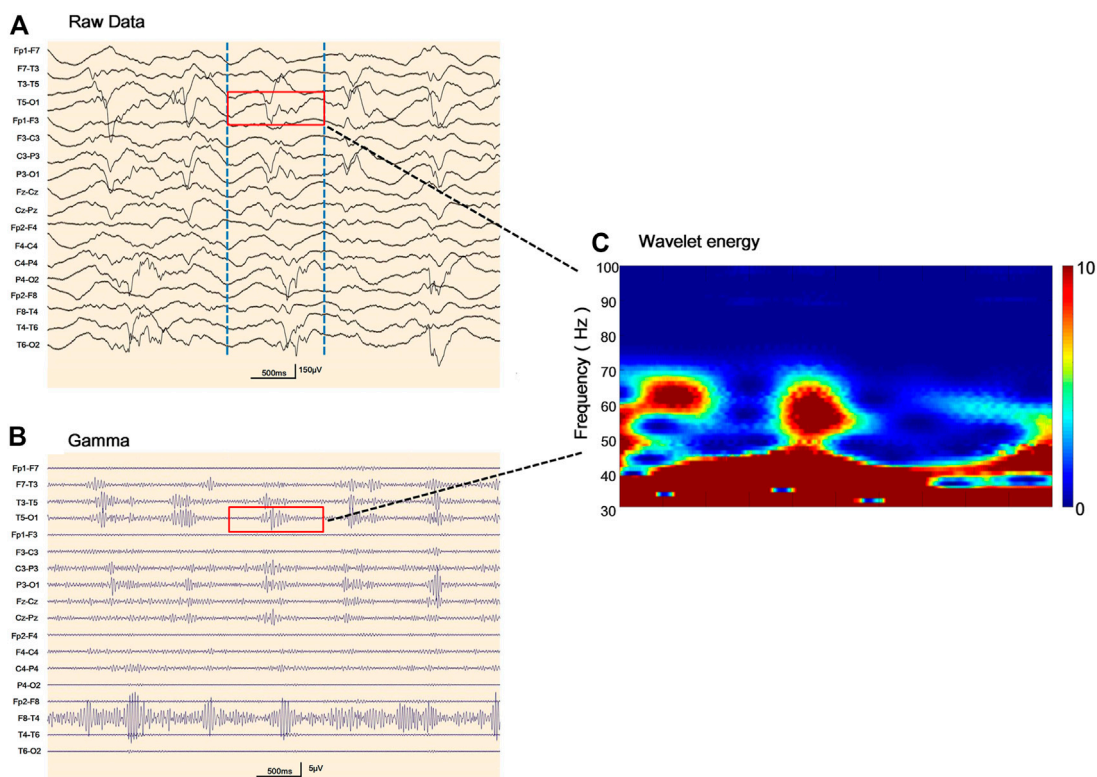 A Raw Data
Fp1-F7
F7-T3
T3-T5
T5-O1
Fp1-F3
F3-C3
C3-P3
P3-O1
Fz-Cz
Cz-Pz
Fp2-F4
F4-C4
C4-P4
P4-O2
Fp2-F8
F8-T4
T4-T6
T6-O2
500ms 150μV
B Gamma
Fp1-F7
F7-T3
T3-T5
T5-O1
Fp1-F3
F3-C3
C3-P3
P3-O1
Fz-Cz
Cz-Pz
Fp2-F4
F4-C4
C4-P4
P4-O2
Fp2-F8
F8-T4
T4-T6
T6-O2
500ms 5μV
C Wavelet energy
Frequency ( Hz )
100
90
80
70
60
50
40
30
10
0